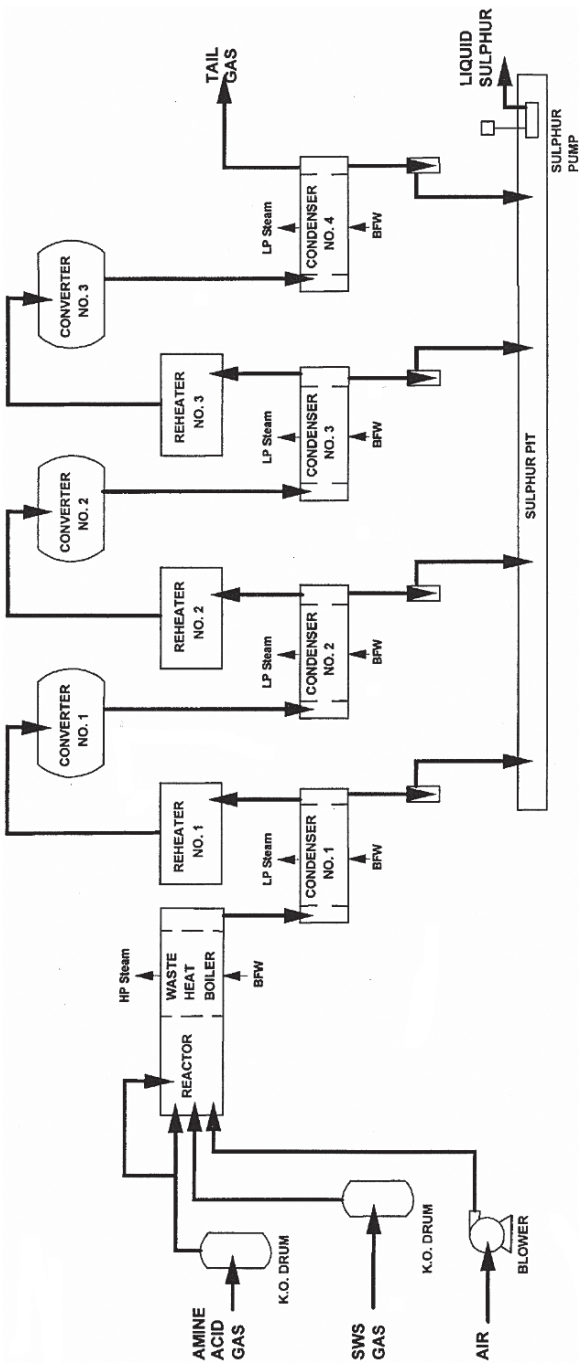 AMINE
ACID
GAS
K.O. DRUM
SWS
GAS
K.O. DRUM
AIR
BLOWER
REACTOR
HP Steam
WASTE
HEAT
BOILER
BFW
CONVERTER
NO. 1
REHEATER
NO. 1
LP Steam
CONDENSER
NO. 1
BFW
CONVERTER
NO. 2
REHEATER
NO. 2
LP Steam
CONDENSER
NO. 2
BFW
CONVERTER
NO. 3
REHEATER
NO. 3
LP Steam
CONDENSER
NO. 3
BFW
TAIL
GAS
LP Steam
CONDENSER
NO. 4
BFW
SULPHUR PIT
LIQUID
SULPHUR
SULPHUR
PUMP